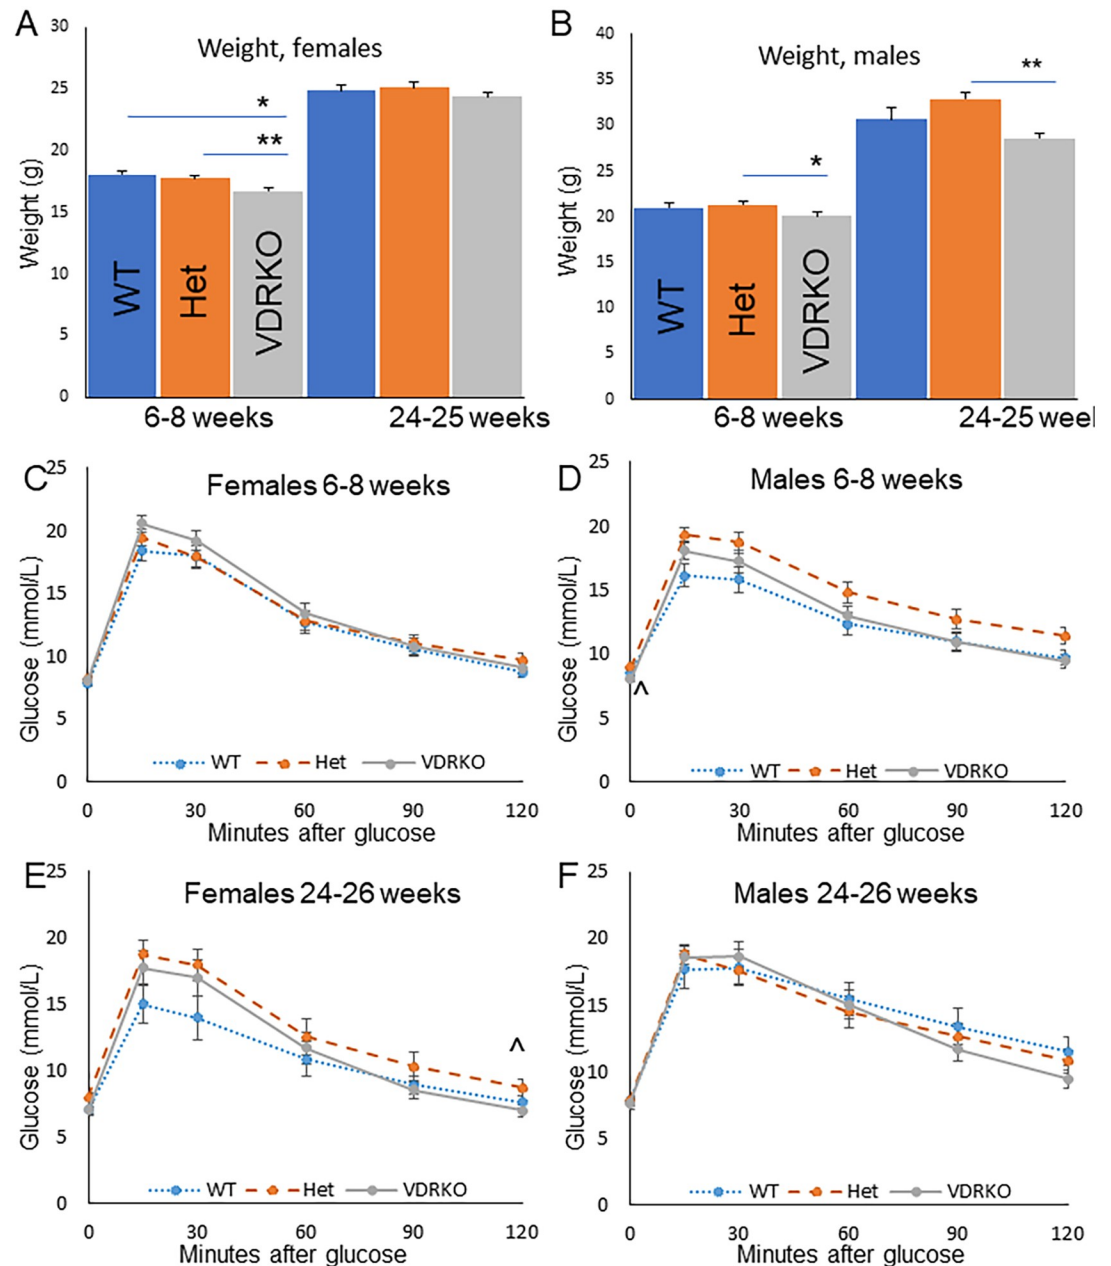 A
Weight, females
30
25
20
15
10
5
0
Weight (g)
*
**
WT
Het
VDRKO
6-8 weeks
24-25 weeks
B
Weight, males
40
35
30
25
20
15
10
5
0
Weight (g)
*
**
WT
Het
VDRKO
6-8 weeks
24-25 week
C
Females 6-8 weeks
25
20
15
10
5
0
Glucose (mmol/L)
WT
Het
VDRKO
0
30
60
90
120
Minutes after glucose
D
Males 6-8 weeks
25
20
15
10
5
0
Glucose (mmol/L)
^
WT
Het
VDRKO
0
30
60
90
120
Minutes after glucose
E
Females 24-26 weeks
25
20
15
10
5
0
Glucose (mmol/L)
^
WT
Het
VDRKO
0
30
60
90
120
Minutes after glucose
F
Males 24-26 weeks
25
20
15
10
5
0
Glucose (mmol/L)
WT
Het
VDRKO
0
30
60
90
120
Minutes after glucose